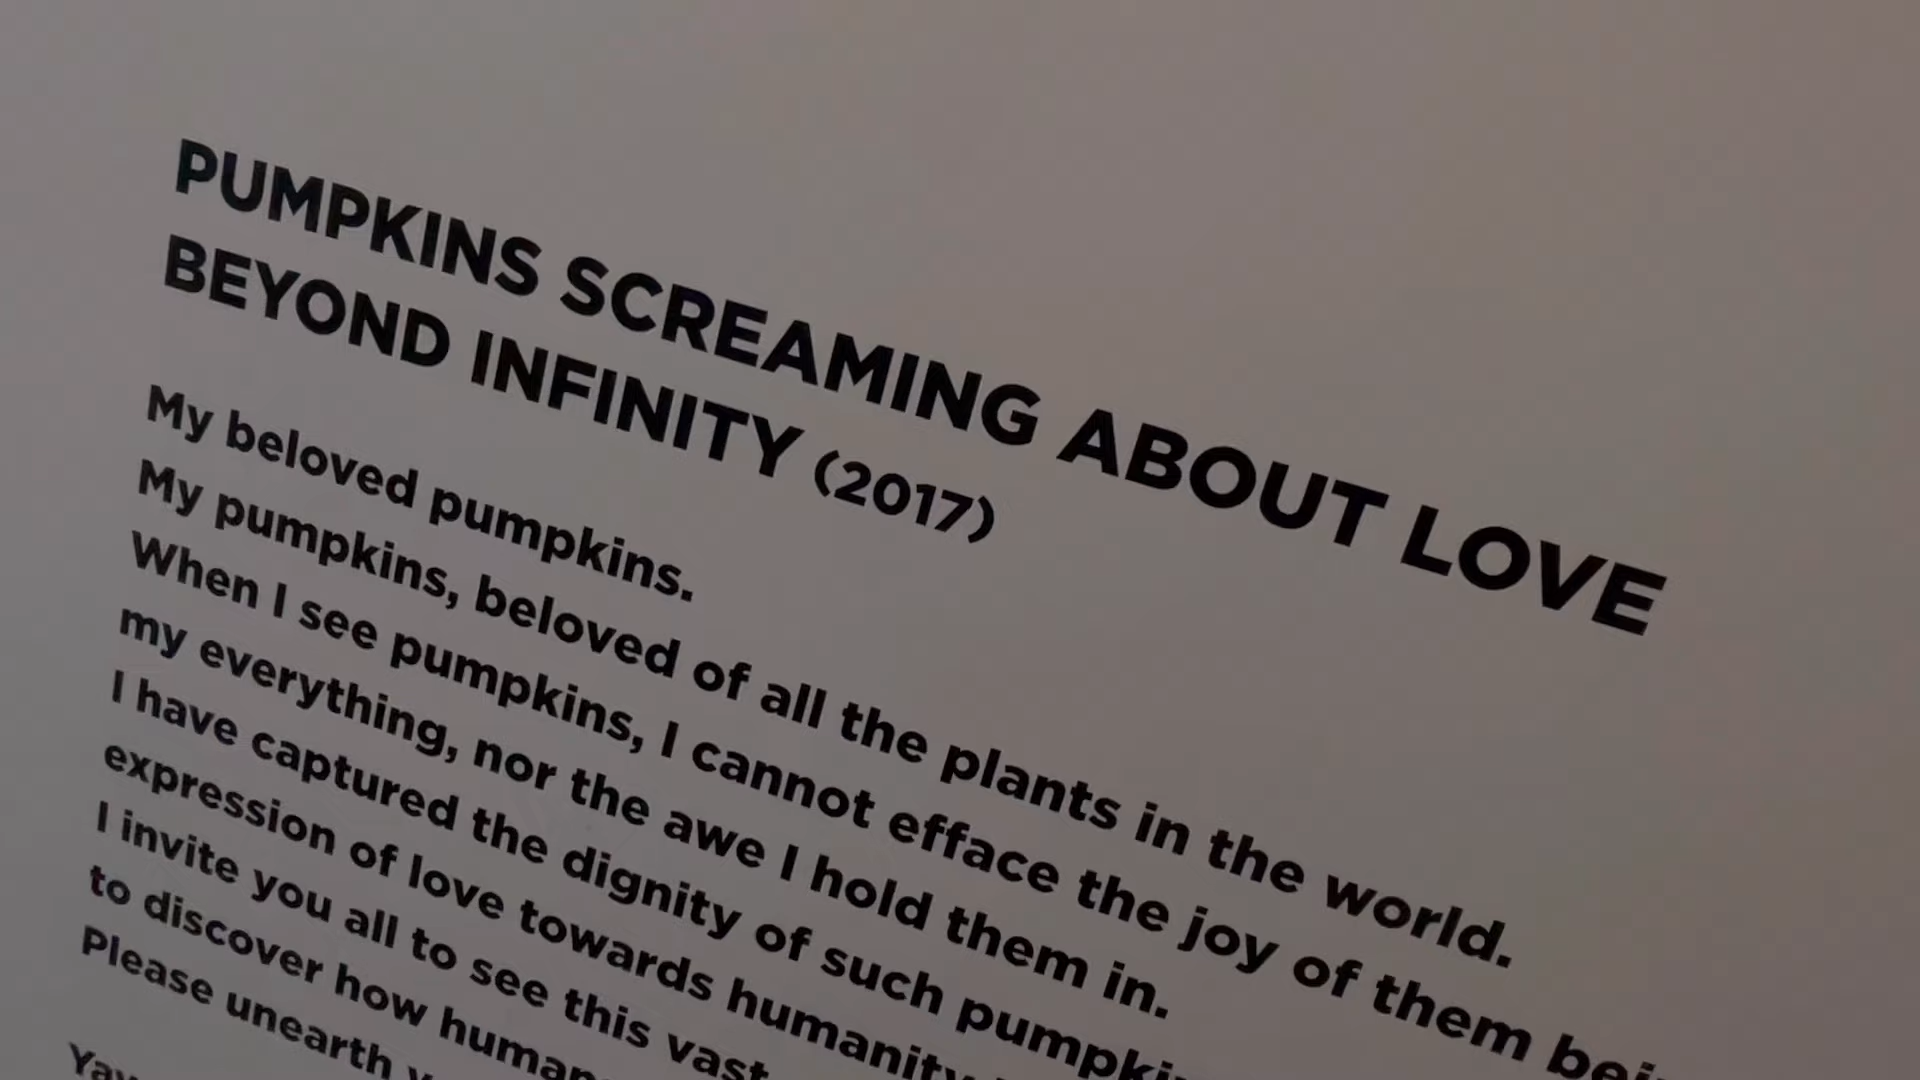 PUMPKINS SCREAMING ABOUT LOVE
BEYOND INFINITY (2017)
My beloved pumpkins.
My pumpkins, beloved of all the plants in the world.
When I see pumpkins, I cannot efface the joy of them
my everything, nor the awe I hold them in.
I have captured the dignity of such
expression of love towards humanity
I invite you all to see this vast
to discover how
Please unearth